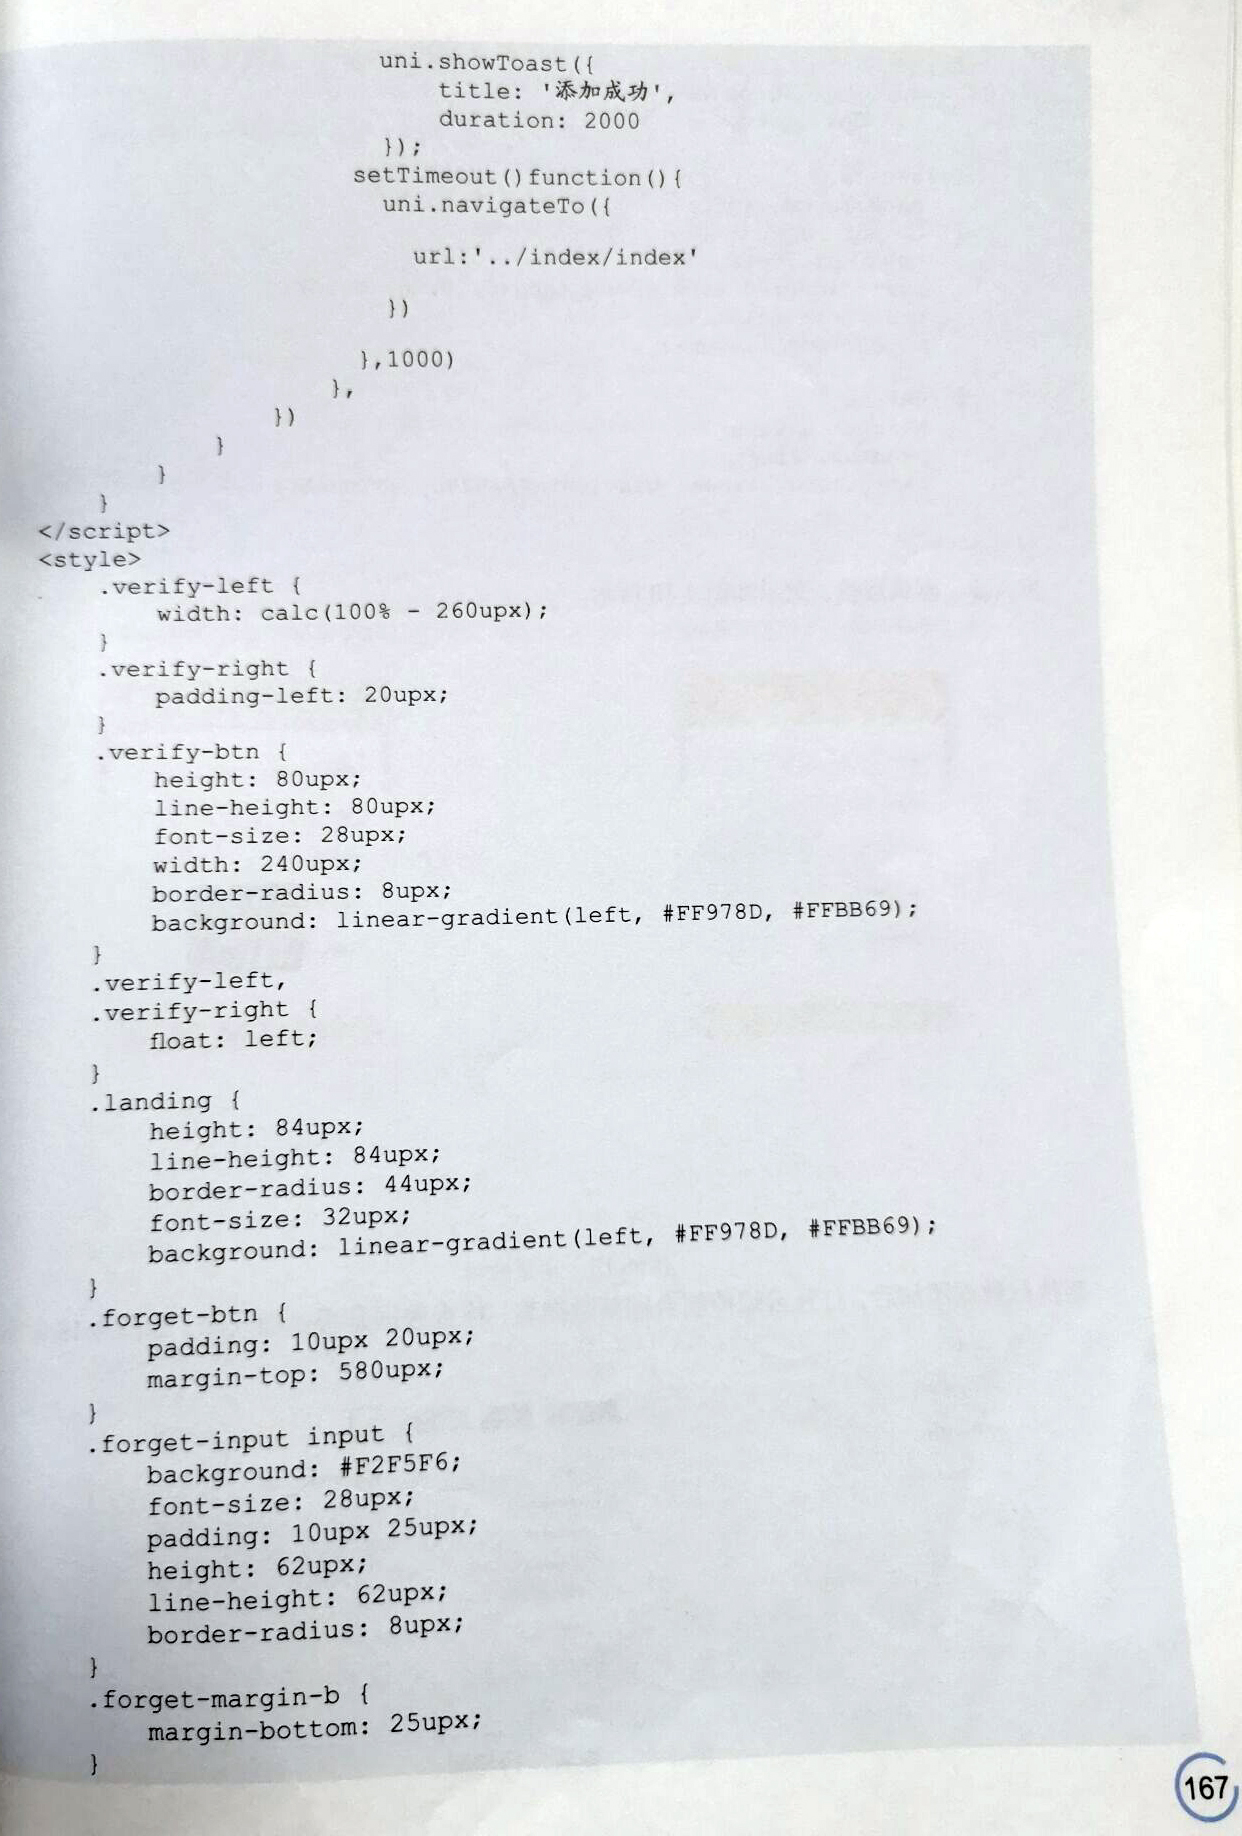 uni.showToast({
title: '添加成功',
duration: 2000
});
setTimeout()function(){
uni.navigateTo({
url:'../index/index'
})
},1000)
},
})
}
}
}
</script>
<style>
.verify-left {
width: calc(100% - 260upx);
}
.verify-right {
padding-left: 20upx;
}
.verify-btn {
height: 80upx;
line-height: 80upx;
font-size: 28upx;
width: 240upx;
border-radius: 8upx;
background: linear-gradient(left, #FF978D, #FFBB69);
}
.verify-left,
.verify-right {
float: left;
}
.landing {
height: 84upx;
line-height: 84upx;
border-radius: 44upx;
font-size: 32upx;
background: linear-gradient(left, #FF978D, #FFBB69);
}
.forget-btn {
padding: 10upx 20upx;
margin-top: 580upx;
}
.forget-input input {
background: #F2F5F6;
font-size: 28upx;
padding: 10upx 25upx;
height: 62upx;
line-height: 62upx;
border-radius: 8upx;
}
.forget-margin-b {
margin-bottom: 25upx;
}
167